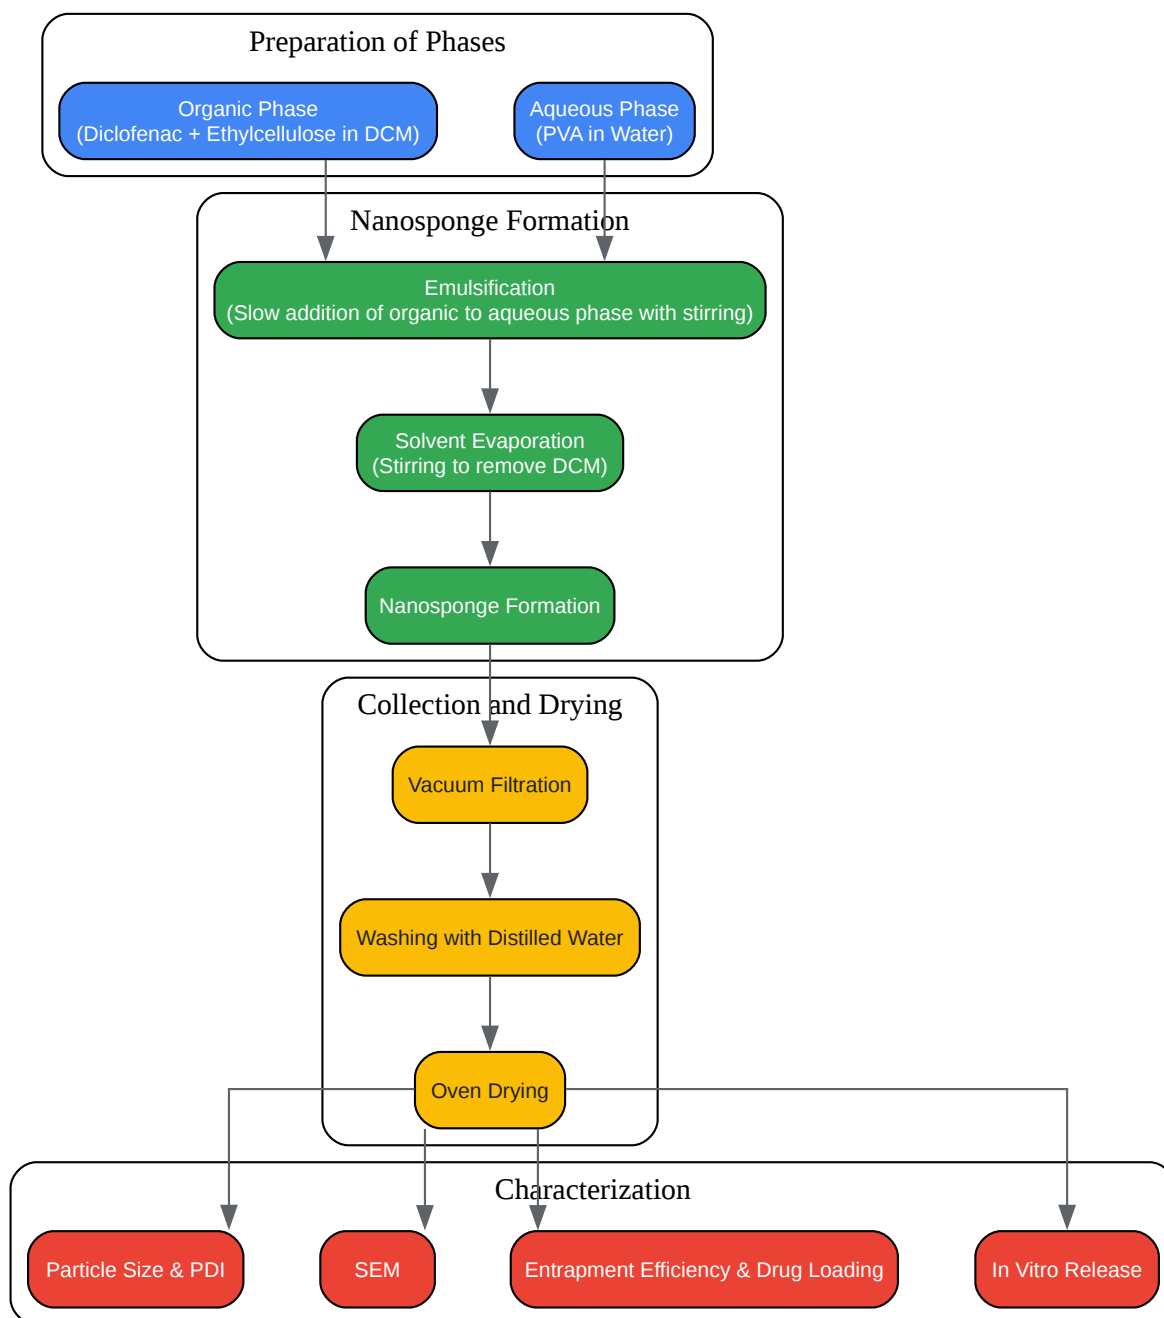 Preparation of Phases
Organic Phase
(Diclofenac + Ethylcellulose in DCM)
Aqueous Phase
(PVA in Water)
Nanosponge Formation
Emulsification
(Slow addition of organic to aqueous phase with stirring)
Solvent Evaporation
(Stirring to remove DCM)
Nanosponge Formation
Collection and Drying
Vacuum Filtration
Washing with Distilled Water
Oven Drying
Characterization
Particle Size & PDI
SEM
Entrapment Efficiency & Drug Loading
In Vitro Release